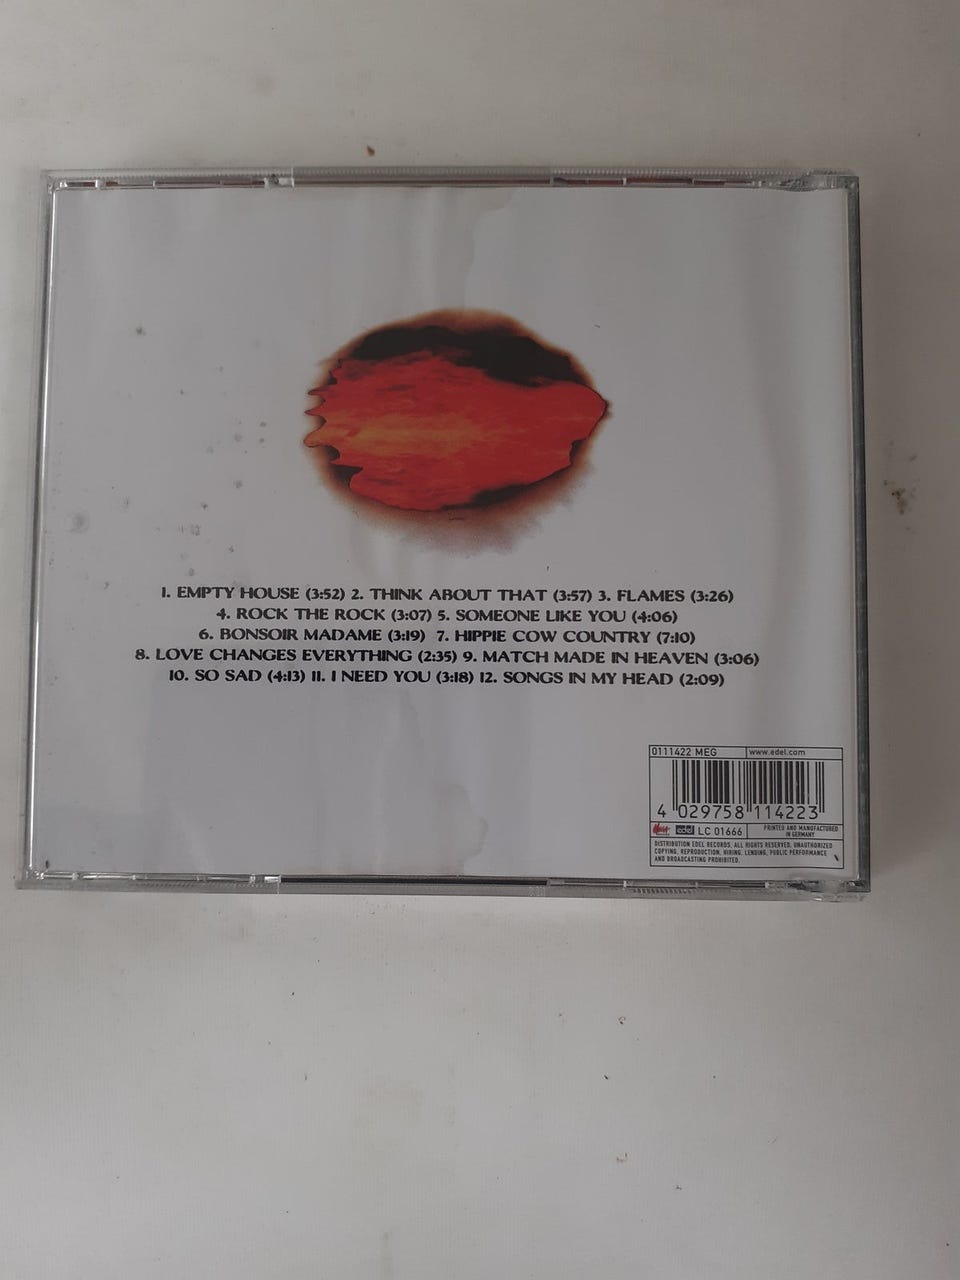 1. EMPTY HOUSE (3:52) 2. THINK ABOUT THAT (3:57) 3. FLAMES (3:26)
4. ROCK THE ROCK (3:07) 5. SOMEONE LIKE YOU (4:06)
6. BONSOIR MADAME (3:19) 7. HIPPIE COW COUNTRY (7:10)
8. LOVE CHANGES EVERYTHING (2:35) 9. MATCH MADE IN HEAVEN (3:06)
10. SO SAD (4:13) 11. I NEED YOU (3:18) 12. SONGS IN MY HEAD (2:09)
0111422 MEG www.edel.com
4 029758 114223
edel LC 01666 PRINTED AND MANUFACTURED
IN GERMANY
DISTRIBUTION EDEL RECORDS. ALL RIGHTS RESERVED. UNAUTHORIZED
COPYING, REPRODUCTION, HIRING, LENDING, PUBLIC PERFORMANCE
AND BROADCASTING PROHIBITED.